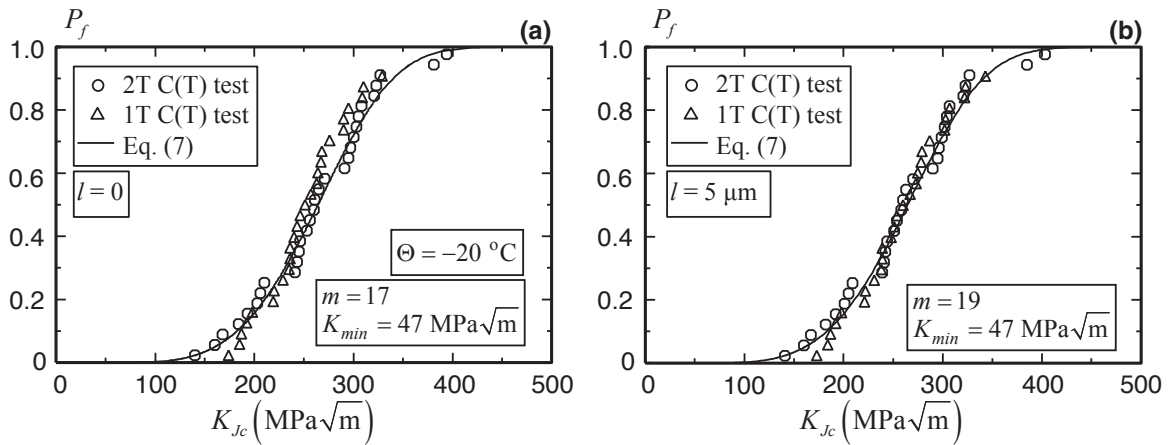 P_f
(a)
1.0
0.8
0.6
0.4
0.2
0
2T C(T) test
1T C(T) test
Eq. (7)
l = 0
Θ = −20 °C
m = 17
K_min = 47 MPa√m
0 100 200 300 400 500
K_Jc (MPa√m)
P_f
(b)
1.0
0.8
0.6
0.4
0.2
0
2T C(T) test
1T C(T) test
Eq. (7)
l = 5 μm
m = 19
K_min = 47 MPa√m
0 100 200 300 400 500
K_Jc (MPa√m)